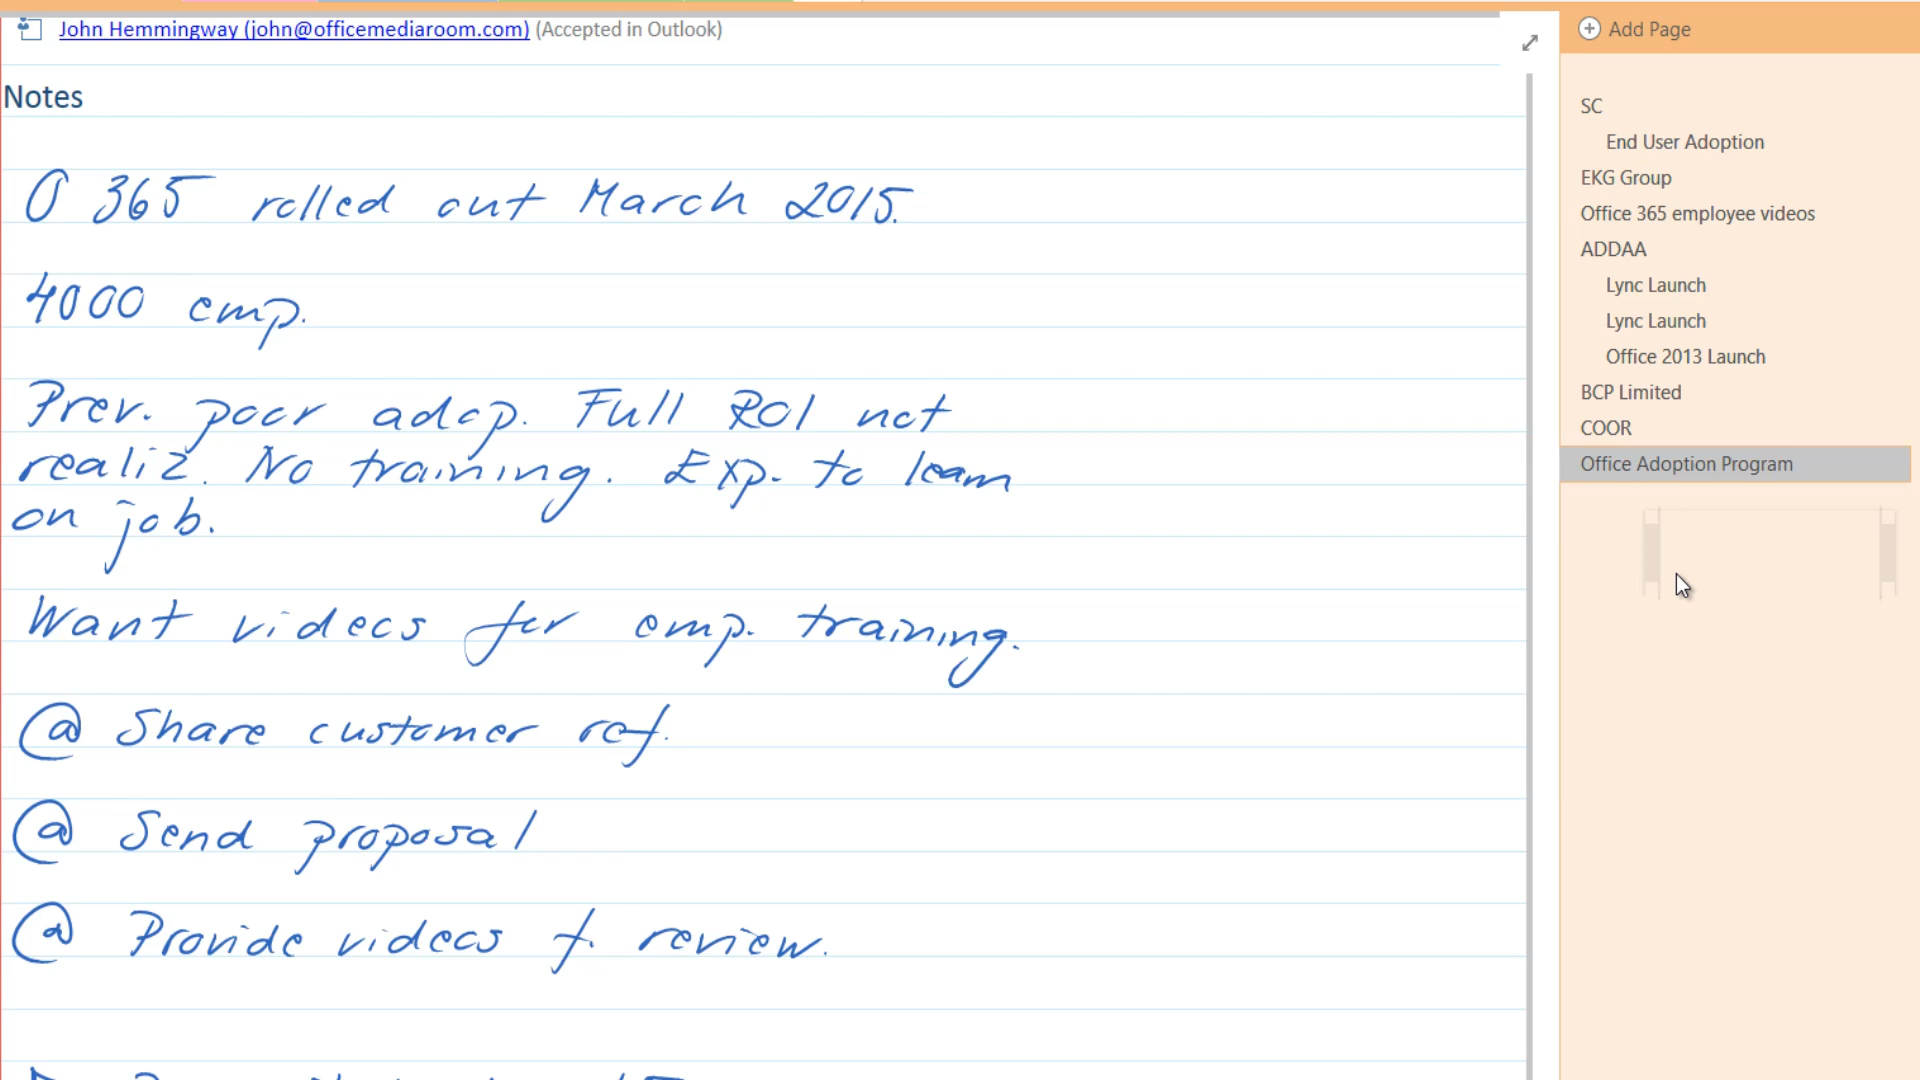 John Hemmingway (john@officemediaroom.com) (Accepted in Outlook)
Notes
O 365 rolled out March 2015.
4000 emp.
Prev. poor adop. Full ROI not
realiz. No training. Exp. to learn
on job.
Want videos for emp. training.
@ Share customer ref.
@ Send proposal
@ Provide videos f. review.
Add Page
SC
End User Adoption
EKG Group
Office 365 employee videos
ADDAA
Lync Launch
Lync Launch
Office 2013 Launch
BCP Limited
COOR
Office Adoption Program